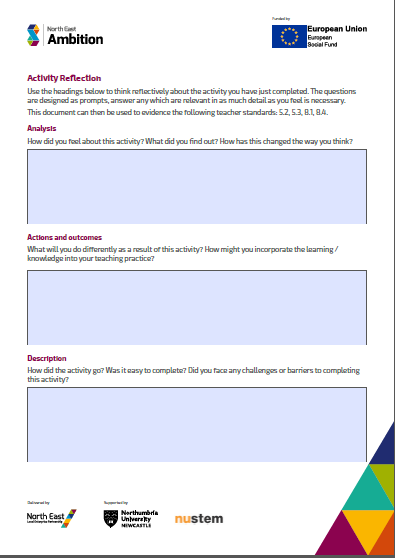 North East
Ambition
Funded by
European Union
European
Social Fund
Activity Reflection
Use the headings below to think reflectively about the activity you have just completed. The questions
are designed as prompts, answer any which are relevant in as much detail as you feel is necessary.
This document can then be used to evidence the following teacher standards: 5.2, 5.3, 8.1, 8.4.
Analysis
How did you feel about this activity? What did you find out? How has this changed the way you think?
Actions and outcomes
What will you do differently as a result of this activity? How might you incorporate the learning /
knowledge into your teaching practice?
Description
How did the activity go? Was it easy to complete? Did you face any challenges or barriers to completing
this activity?
Delivered by
North East
Local Enterprise Partnership
Supported by
Northumbria
University
NEWCASTLE
nustem